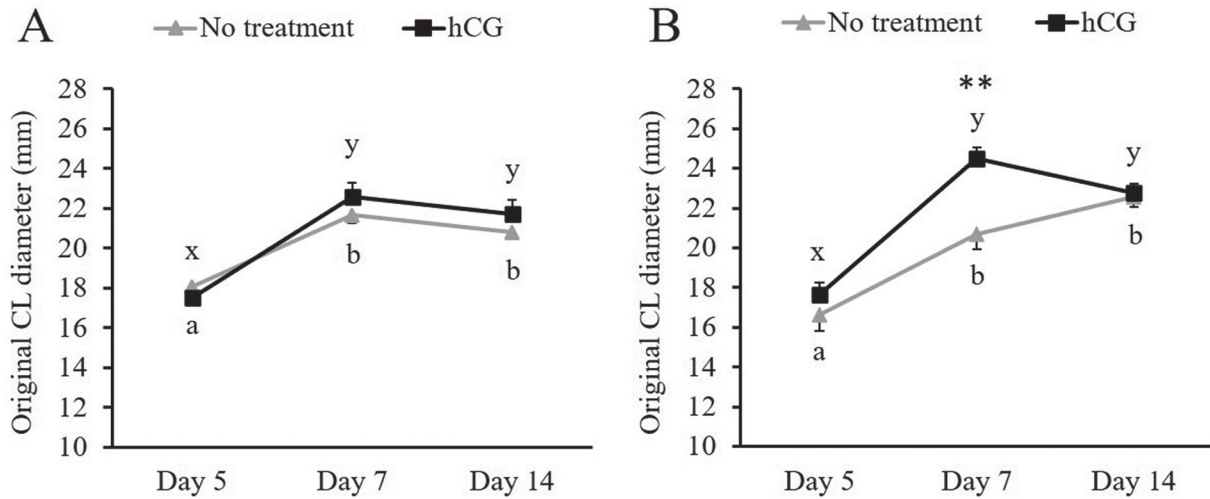 A
No treatment
hCG
Original CL diameter (mm)
28
26
24
22
20
18
16
14
12
10
x
a
y
b
y
b
Day 5
Day 7
Day 14
B
No treatment
hCG
Original CL diameter (mm)
28
26
24
22
20
18
16
14
12
10
x
a
**
y
b
y
b
Day 5
Day 7
Day 14